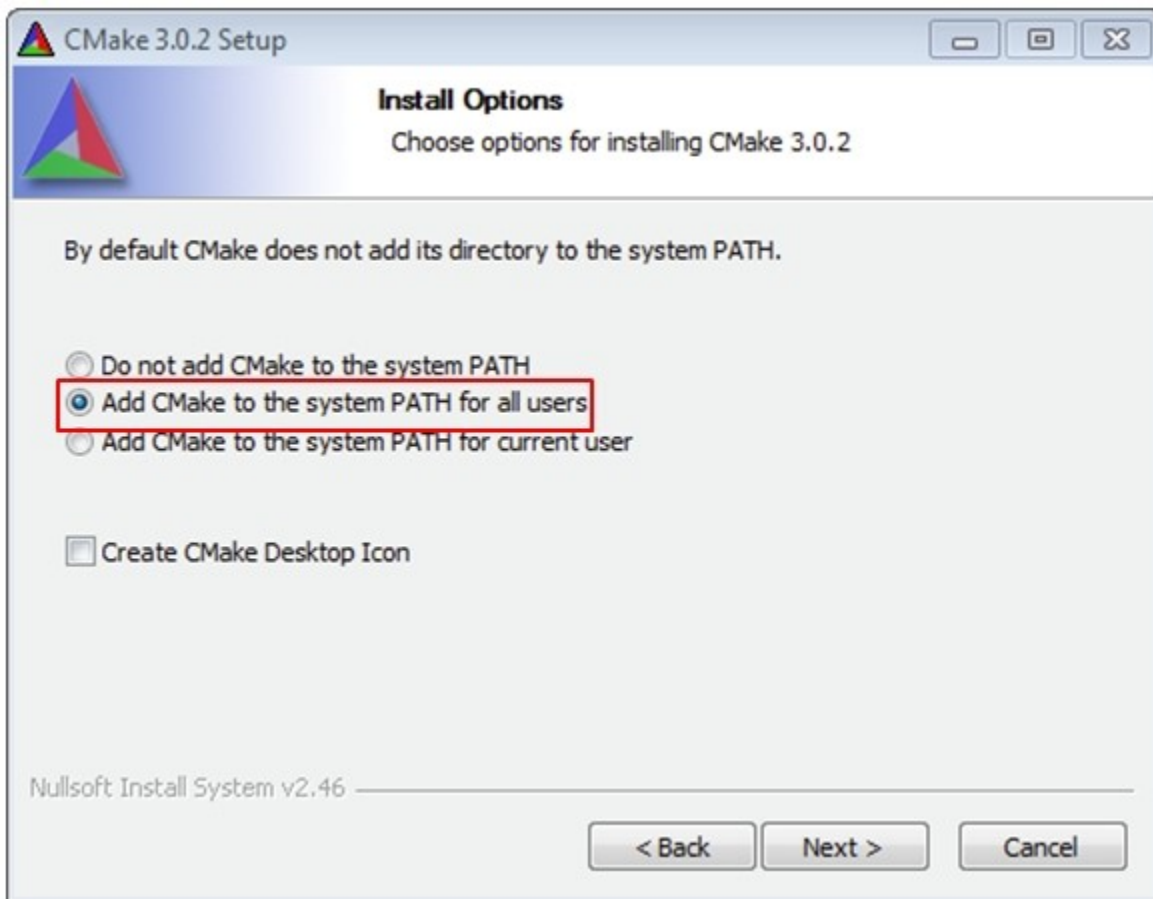 CMake 3.0.2 Setup
Install Options
Choose options for installing CMake 3.0.2
By default CMake does not add its directory to the system PATH.
Do not add CMake to the system PATH
Add CMake to the system PATH for all users
Add CMake to the system PATH for current user
Create CMake Desktop Icon
Nullsoft Install System v2.46
< Back Next > Cancel